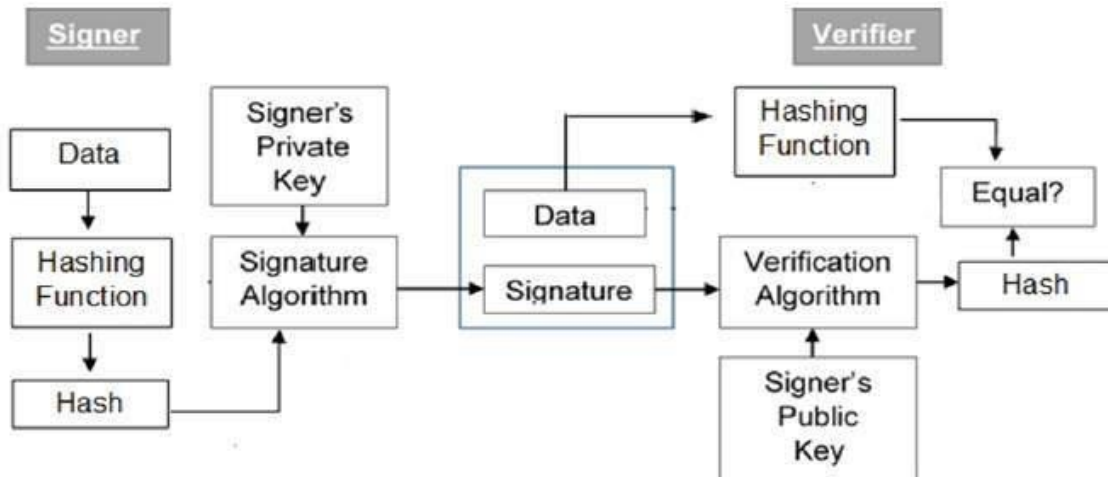 Signer
Verifier
Signer's
Private
Key
Hashing
Function
Data
Equal?
Data
Hashing
Function
Signature
Algorithm
Signature
Verification
Algorithm
Hash
Hash
Signer's
Public
Key